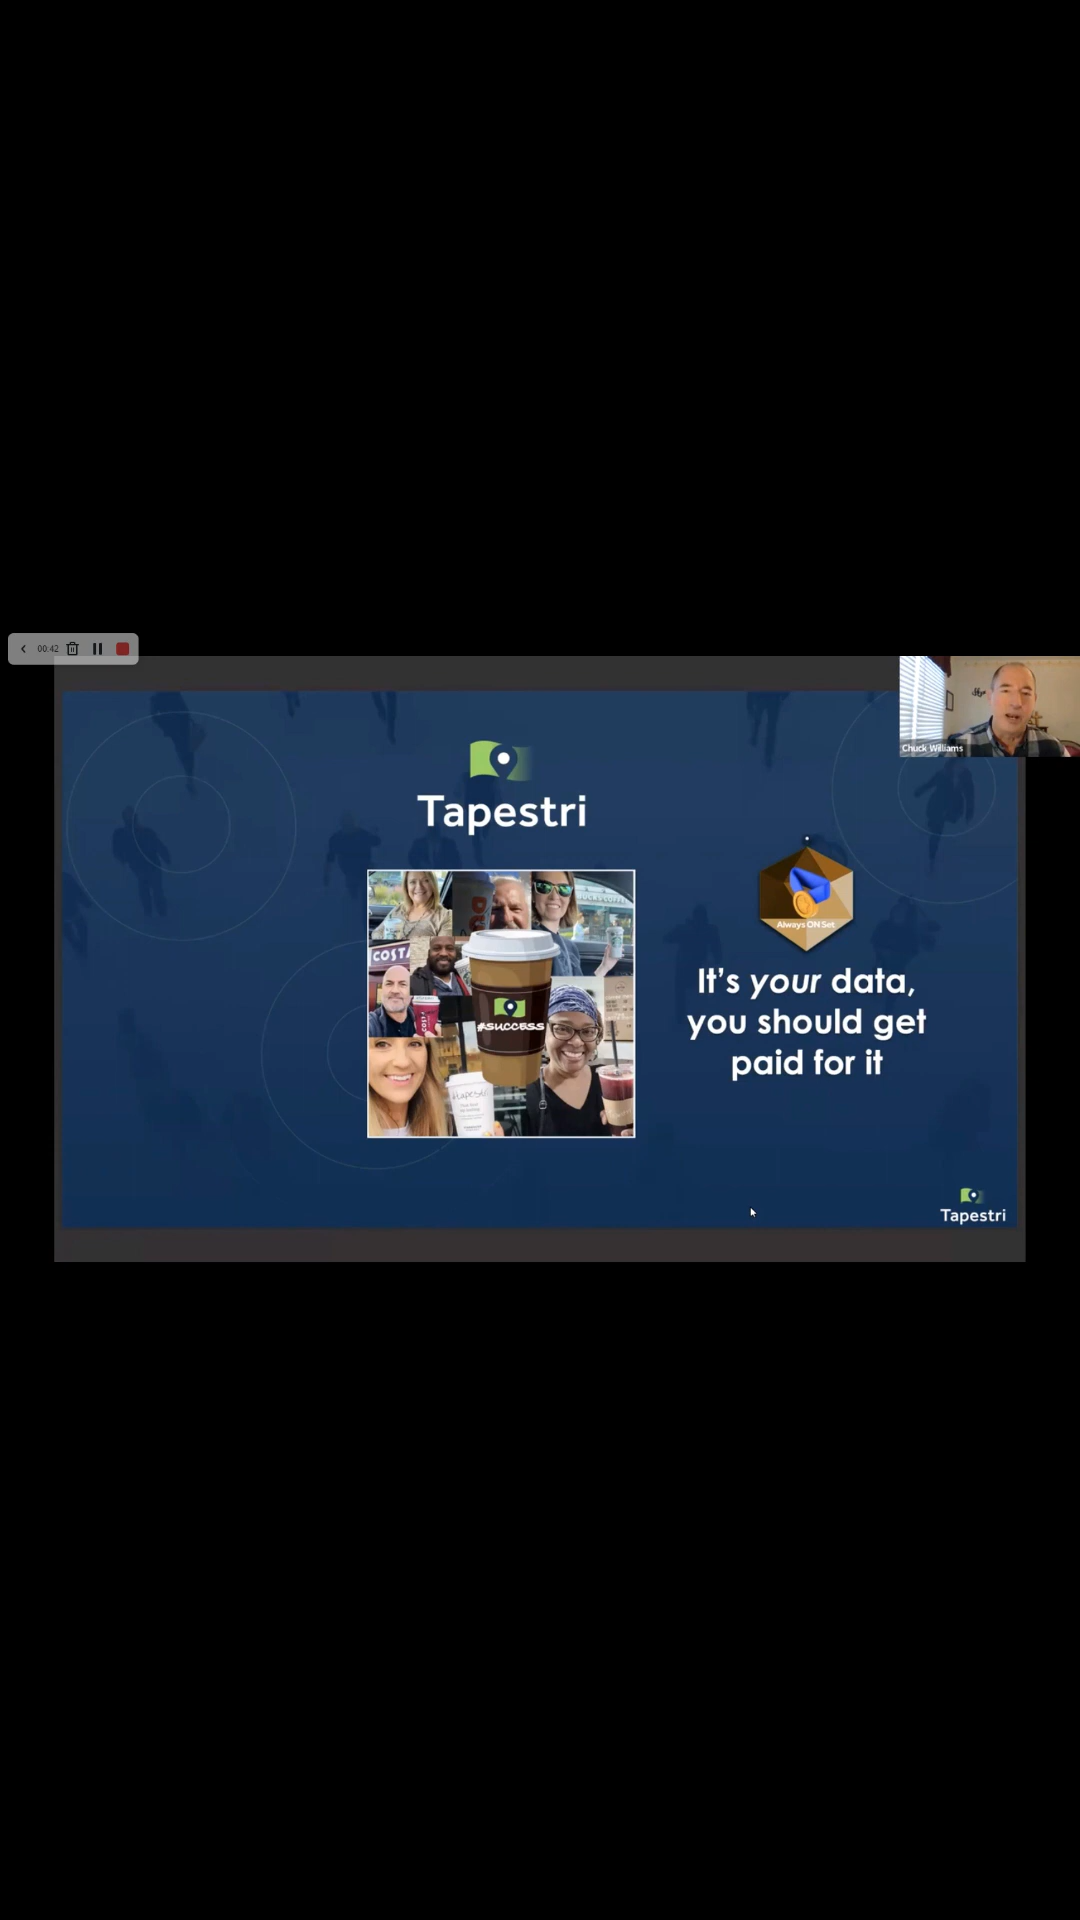 00:42
Chuck Williams
Tapestri
Always ON Set
COSTA
#SUCCESS
#tapestri
It's your data,
you should get
paid for it
Tapestri